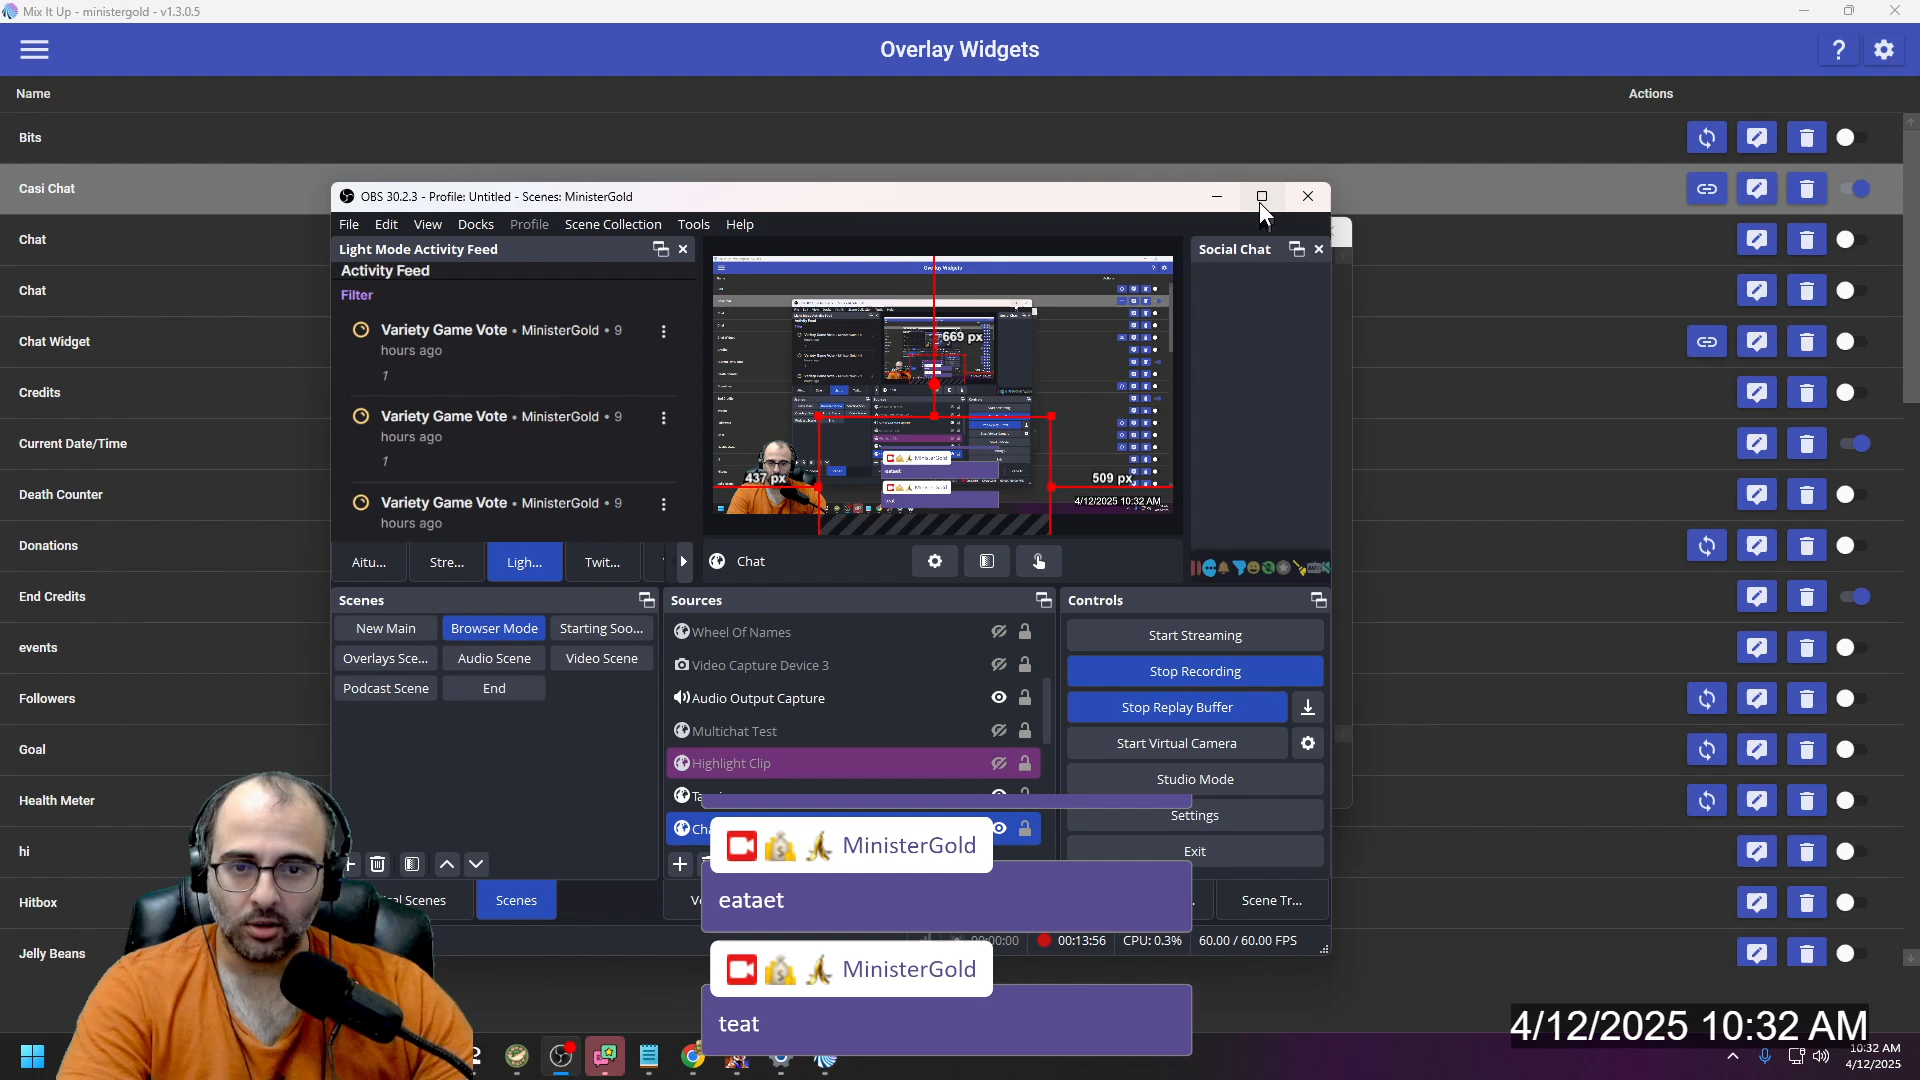 Mix It Up - ministergold - v1.3.0.5
Overlay Widgets
?
Name
Actions
Bits
Casi Chat
Chat
Chat
Chat Widget
Credits
Current Date/Time
Death Counter
Donations
End Credits
events
Followers
Goal
Health Meter
hi
Hitbox
Jelly Beans
OBS 30.2.3 - Profile: Untitled - Scenes: MinisterGold
File Edit View Docks Profile Scene Collection Tools Help
Light Mode Activity Feed
Activity Feed
Filter
Variety Game Vote • MinisterGold • 9
hours ago
1
Variety Game Vote • MinisterGold • 9
hours ago
1
Variety Game Vote • MinisterGold • 9
hours ago
Aitu... Stre... Ligh... Twit...
Overlay Widgets
669 px
437 px
509 px
MinisterGold
eataet
MinisterGold
teat
4/12/2025 10:32 AM
Social Chat
Chat
Scenes
New Main Browser Mode Starting Soo...
Overlays Sce... Audio Scene Video Scene
Podcast Scene End
Scenes
Sources
Wheel Of Names
Video Capture Device 3
Audio Output Capture
Multichat Test
Highlight Clip
Controls
Start Streaming
Stop Recording
Stop Replay Buffer
Start Virtual Camera
Studio Mode
Settings
Exit
Scene Tr...
00:00:00 00:13:56 CPU: 0.3% 60.00 / 60.00 FPS
MinisterGold
eataet
MinisterGold
teat
4/12/2025 10:32 AM
10:32 AM
4/12/2025